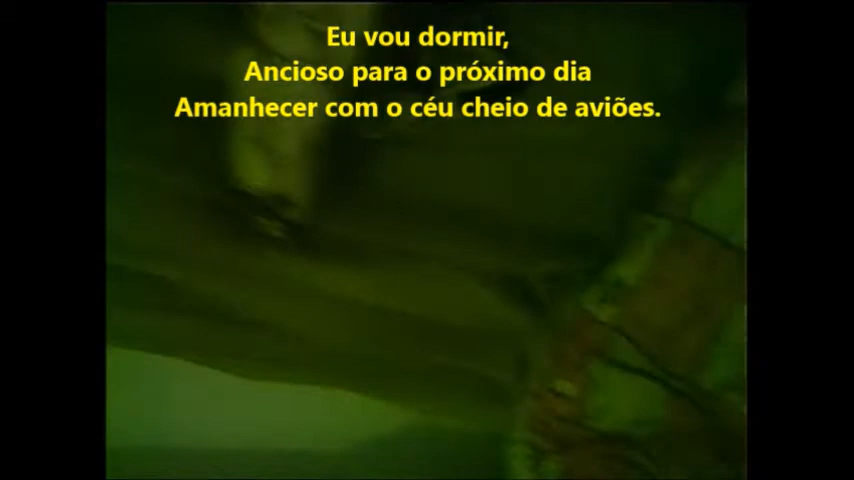 Eu vou dormir,
Ancioso para o próximo dia
Amanhecer com o céu cheio de aviões.